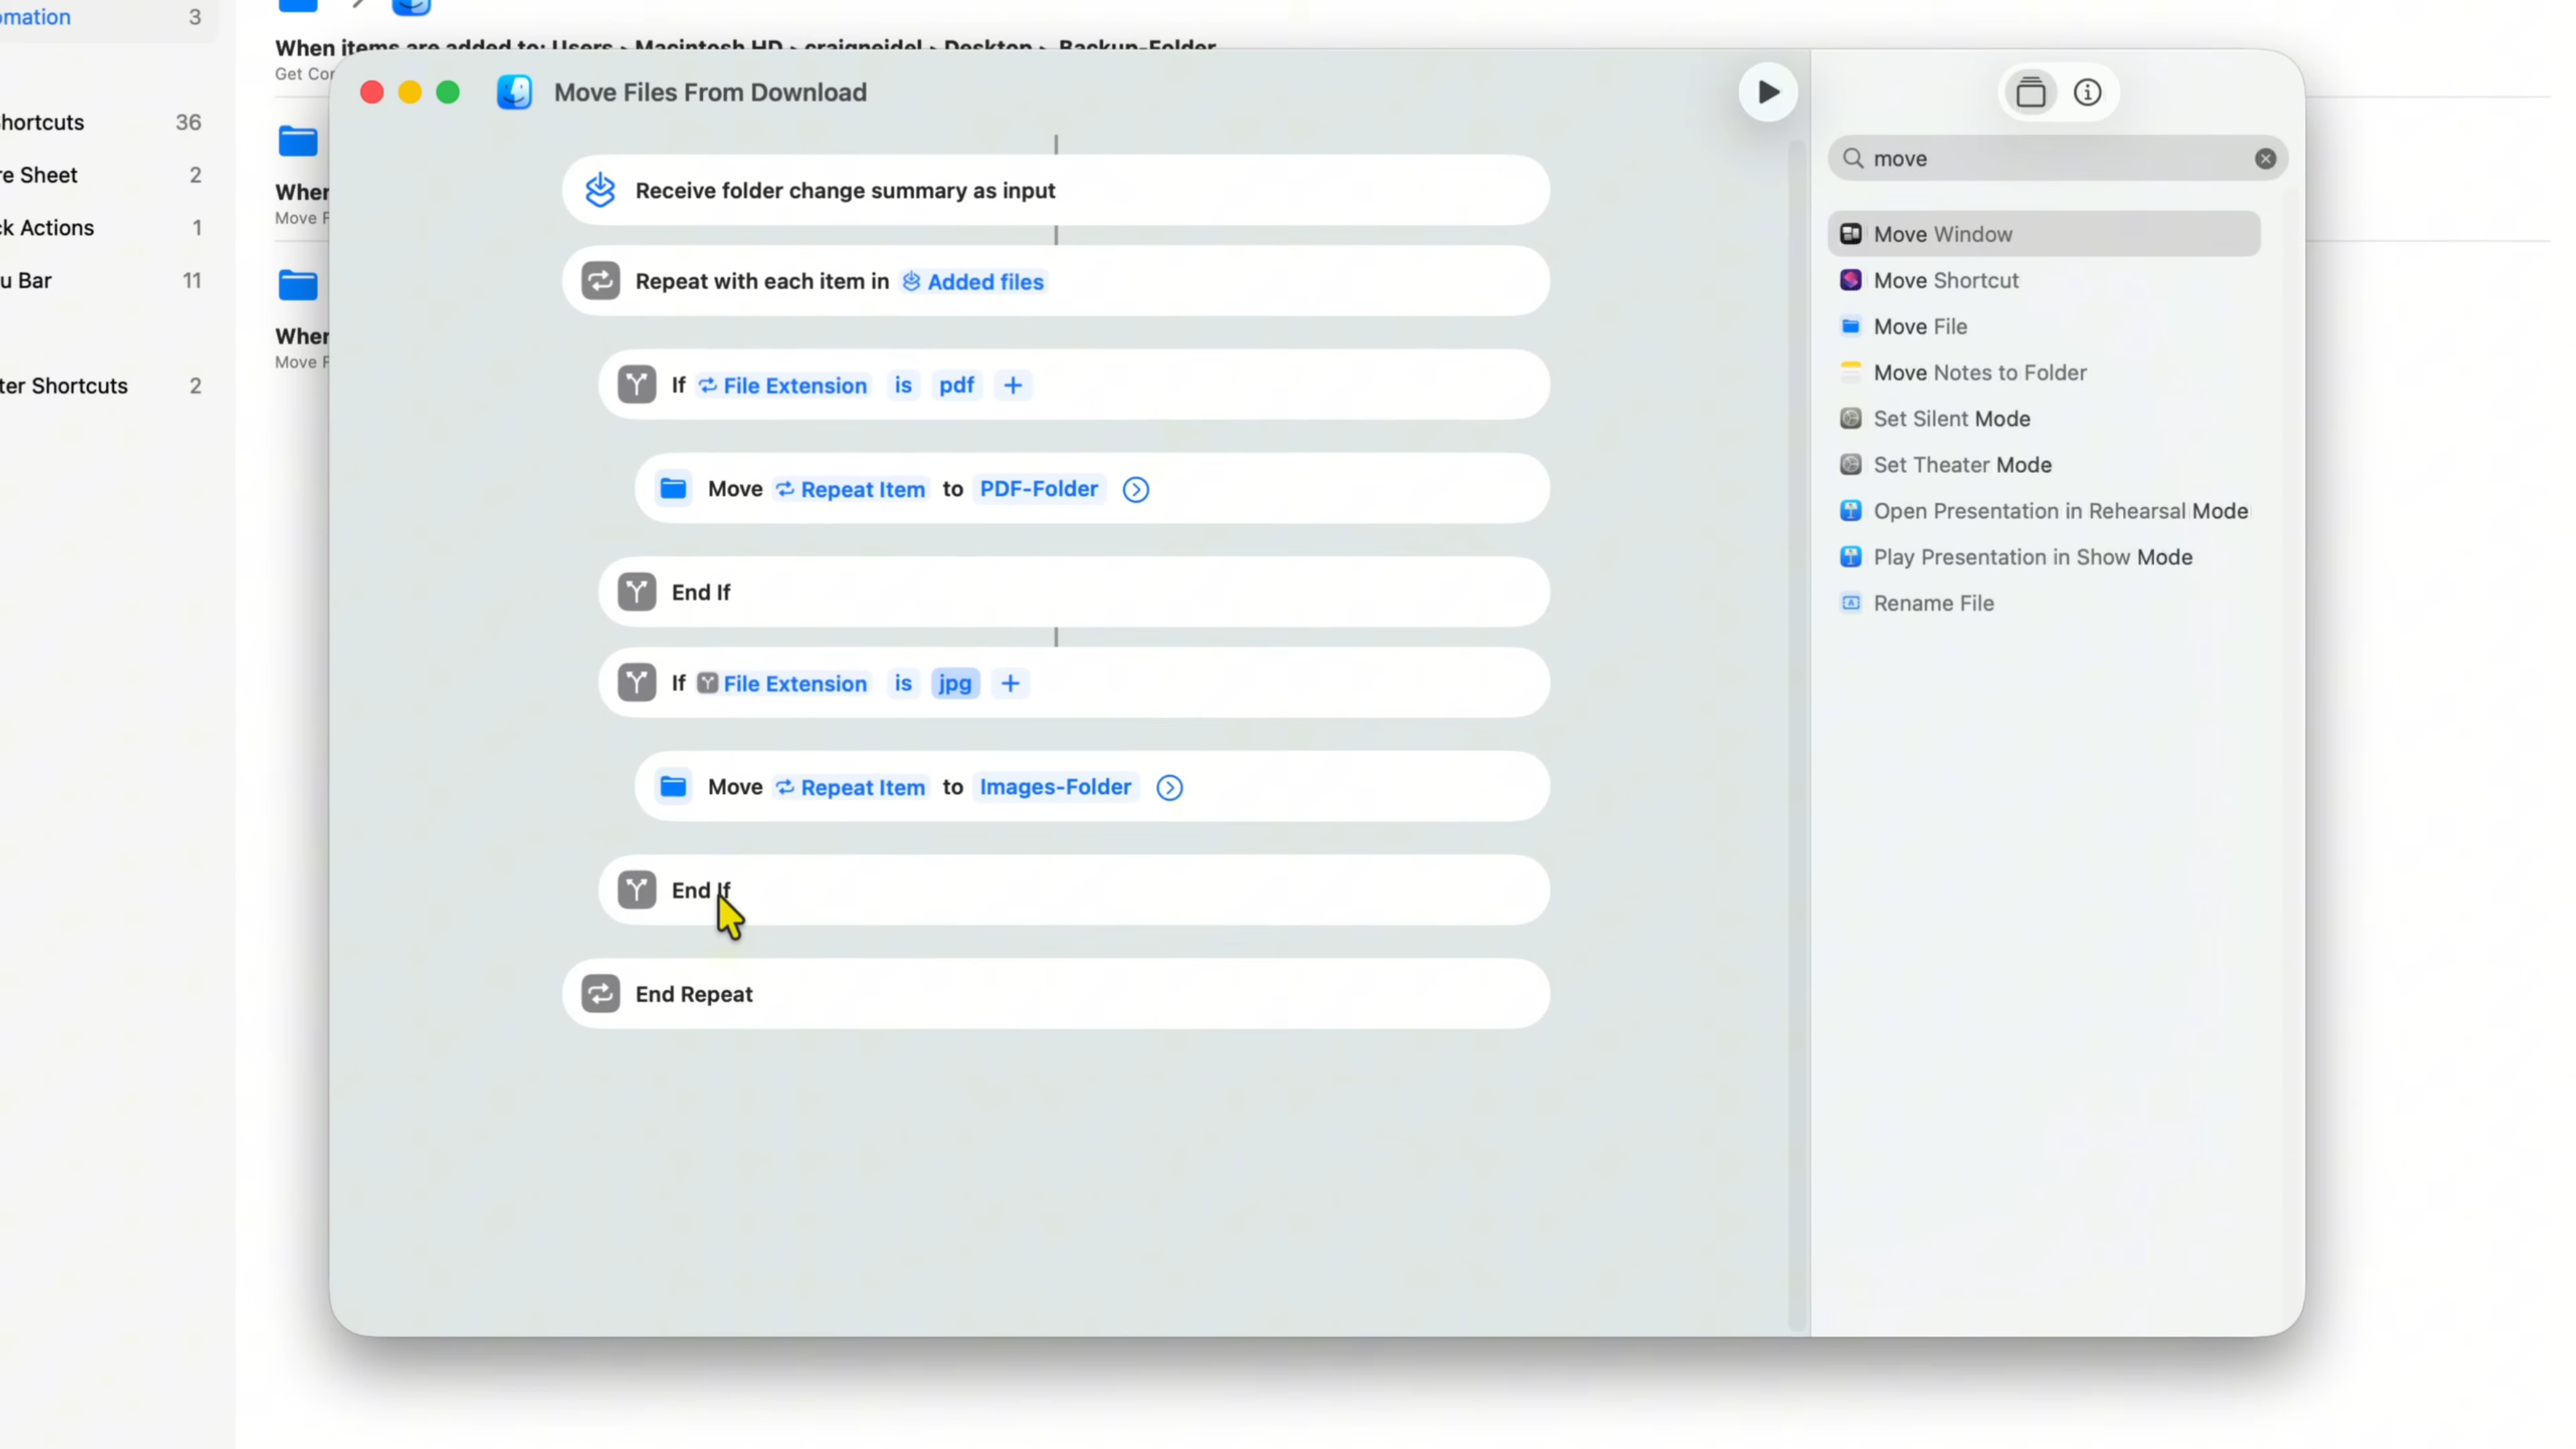 omation 3
hortcuts 36
re Sheet 2
ck Actions 1
u Bar 11
ter Shortcuts 2
When items are added to: Users › Macintosh HD › craigneidel › Desktop › Backup-Folder
Get Cor
When
Move F
When
Move F
Move Files From Download
Receive folder change summary as input
Repeat with each item in Added files
If File Extension is pdf +
Move Repeat Item to PDF-Folder
End If
If File Extension is jpg +
Move Repeat Item to Images-Folder
End If
End Repeat
move
Move Window
Move Shortcut
Move File
Move Notes to Folder
Set Silent Mode
Set Theater Mode
Open Presentation in Rehearsal Mode
Play Presentation in Show Mode
Rename File